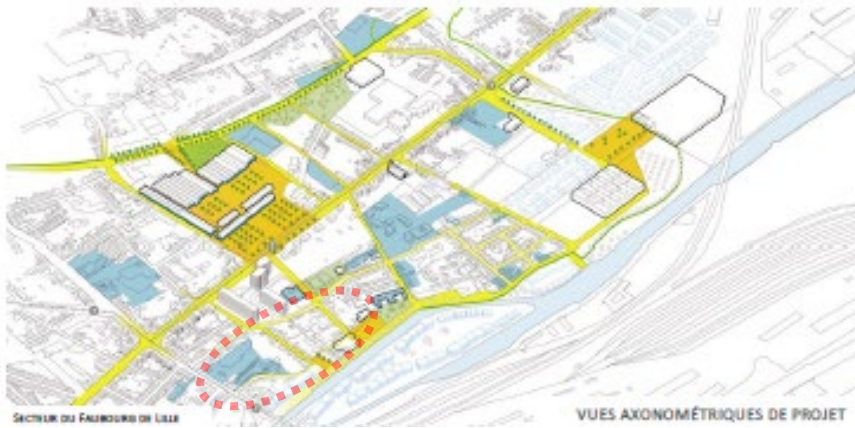 SECTEUR DU FAUBOURG DE LILLE
VUES AXONOMÉTRIQUES DE PROJET